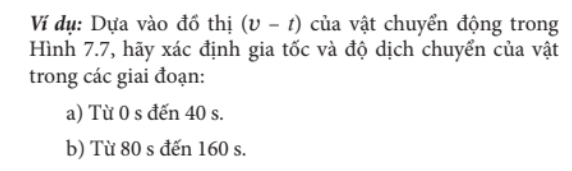 Ví dụ: Dựa vào đồ thị (v – t) của vật chuyển động trong
Hình 7.7, hãy xác định gia tốc và độ dịch chuyển của vật
trong các giai đoạn:
a) Từ 0 s đến 40 s.
b) Từ 80 s đến 160 s.